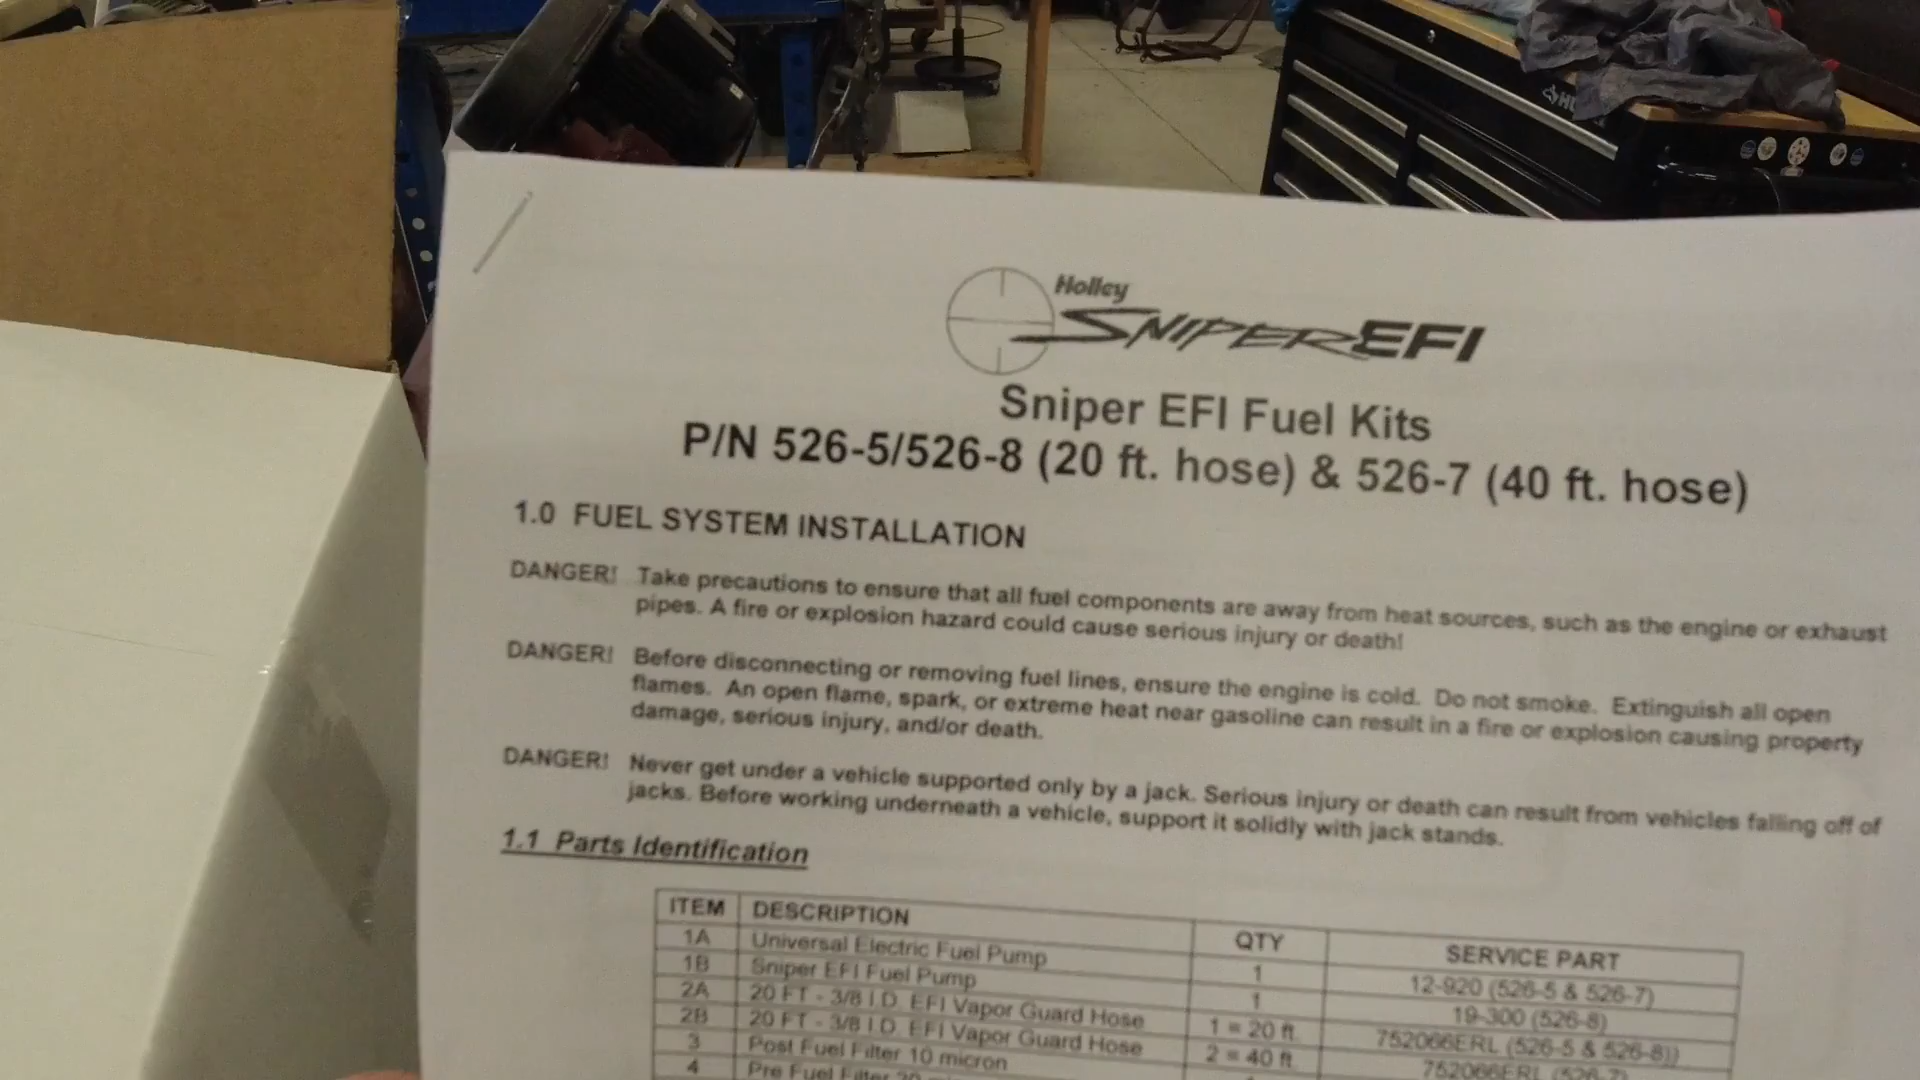 Holley
SNIPER EFI
Sniper EFI Fuel Kits
P/N 526-5/526-8 (20 ft. hose) & 526-7 (40 ft. hose)
1.0 FUEL SYSTEM INSTALLATION
DANGER! Take precautions to ensure that all fuel components are away from heat sources, such as the engine or exhaust
pipes. A fire or explosion hazard could cause serious injury or death!
DANGER! Before disconnecting or removing fuel lines, ensure the engine is cold. Do not smoke. Extinguish all open
flames. An open flame, spark, or extreme heat near gasoline can result in a fire or explosion causing property
damage, serious injury, and/or death.
DANGER! Never get under a vehicle supported only by a jack. Serious injury or death can result from vehicles falling off of
jacks. Before working underneath a vehicle, support it solidly with jack stands.
1.1 Parts Identification
ITEM DESCRIPTION QTY SERVICE PART
1A Universal Electric Fuel Pump 1 12-920 (526-5 & 526-7)
1B Sniper EFI Fuel Pump 1 19-300 (526-8)
2A 20 FT - 3/8 I.D. EFI Vapor Guard Hose 1 = 20 ft. 752066ERL (526-5 & 526-8))
2B 20 FT - 3/8 I.D. EFI Vapor Guard Hose 2 = 40 ft. 752066ERL (526-7)
3 Post Fuel Filter 10 micron
4 Pre Fuel Filter